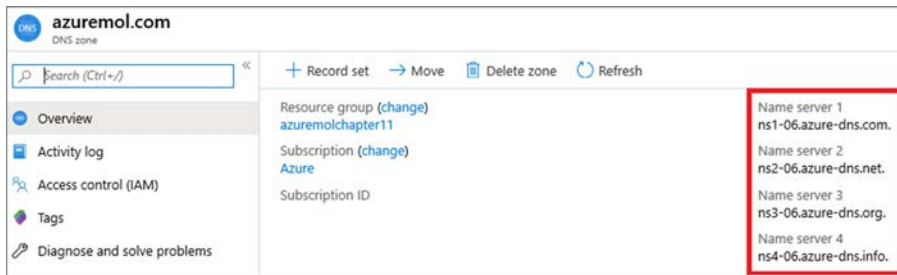 DNS
azuremol.com
DNS zone
Search (Ctrl+/)
«
Overview
Activity log
Access control (IAM)
Tags
Diagnose and solve problems
+ Record set → Move Delete zone Refresh
Resource group (change)
azuremolchapter11
Subscription (change)
Azure
Subscription ID
Name server 1
ns1-06.azure-dns.com.
Name server 2
ns2-06.azure-dns.net.
Name server 3
ns3-06.azure-dns.org.
Name server 4
ns4-06.azure-dns.info.